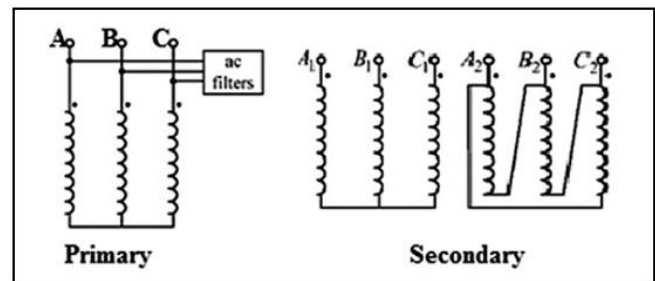 A B C
ac
filters
A₁ B₁ C₁ A₂ B₂ C₂
Primary
Secondary